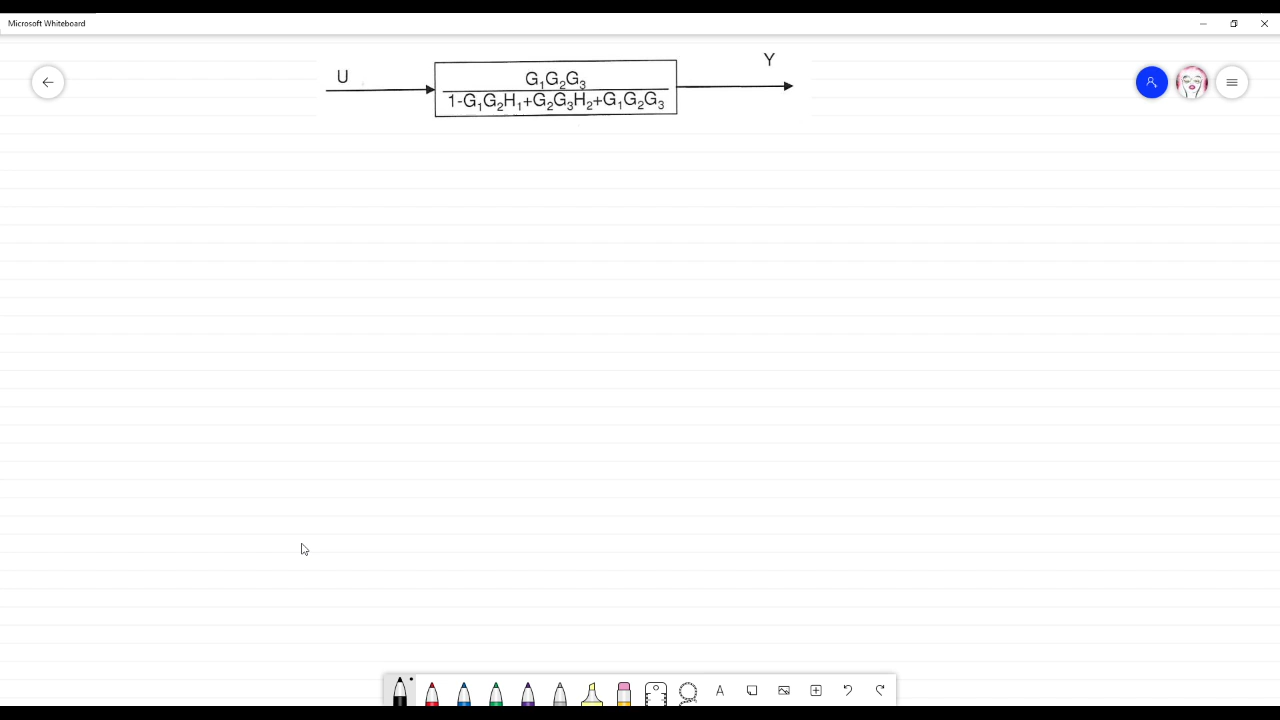 Microsoft Whiteboard
U
G₁G₂G₃
1-G₁G₂H₁+G₂G₃H₂+G₁G₂G₃
Y
A